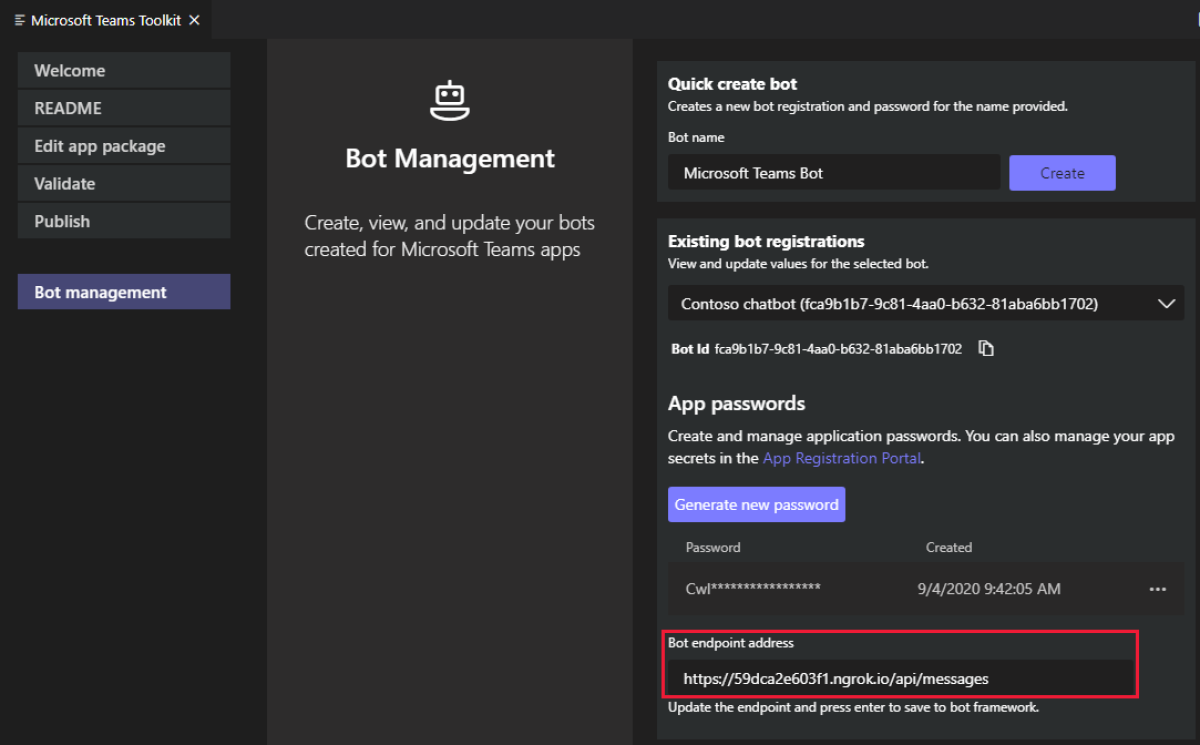 Microsoft Teams Toolkit
Welcome
README
Edit app package
Validate
Publish
Bot management
Bot Management
Create, view, and update your bots
created for Microsoft Teams apps
Quick create bot
Creates a new bot registration and password for the name provided.
Bot name
Microsoft Teams Bot
Create
Existing bot registrations
View and update values for the selected bot.
Contoso chatbot (fca9b1b7-9c81-4aa0-b632-81aba6bb1702)
Bot Id fca9b1b7-9c81-4aa0-b632-81aba6bb1702
App passwords
Create and manage application passwords. You can also manage your app
secrets in the App Registration Portal.
Generate new password
Password Created
Cwl***************** 9/4/2020 9:42:05 AM
Bot endpoint address
https://59dca2e603f1.ngrok.io/api/messages
Update the endpoint and press enter to save to bot framework.